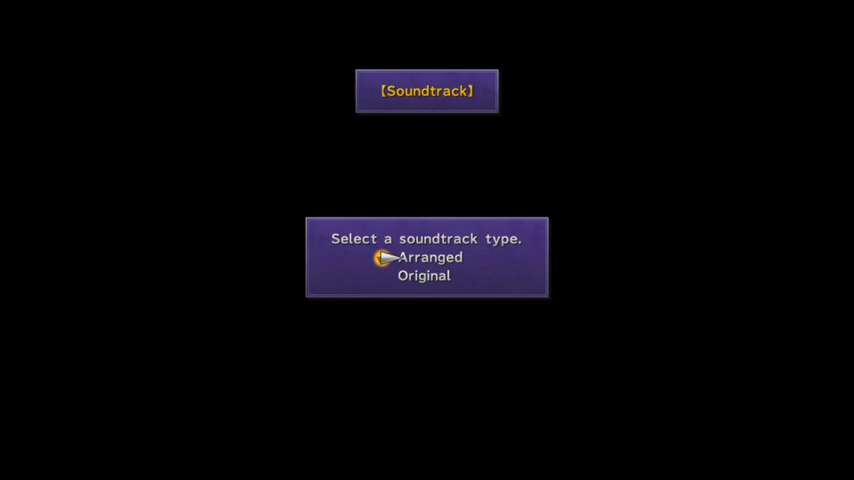 【Soundtrack】
Select a soundtrack type.
Arranged
Original